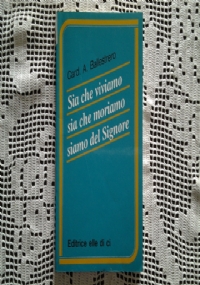 Card. A. Ballestrero
Sia che viviamo
sia che moriamo
siamo del Signore
Editrice elle di ci